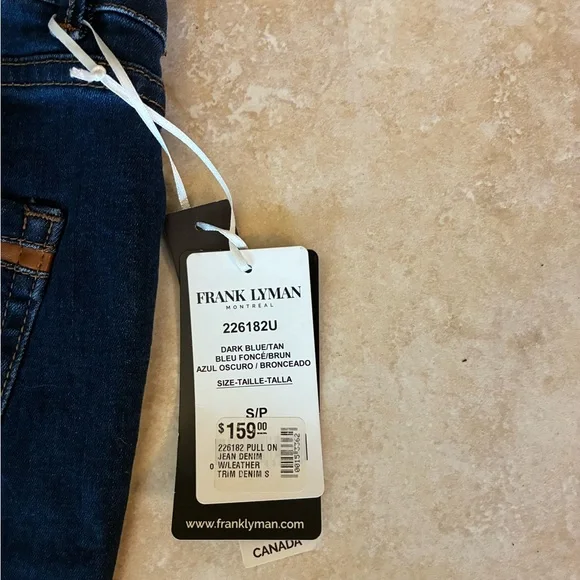 FRANK LYMAN
MONTREAL
226182U
DARK BLUE/TAN
BLEU FONCÉ/BRUN
AZUL OSCURO / BRONCEADO
SIZE-TAILLE-TALLA
S/P
$159.00
226182 PULL ON
JEAN DENIM
W/LEATHER
TRIM DENIM S
www.franklyman.com
CANADA